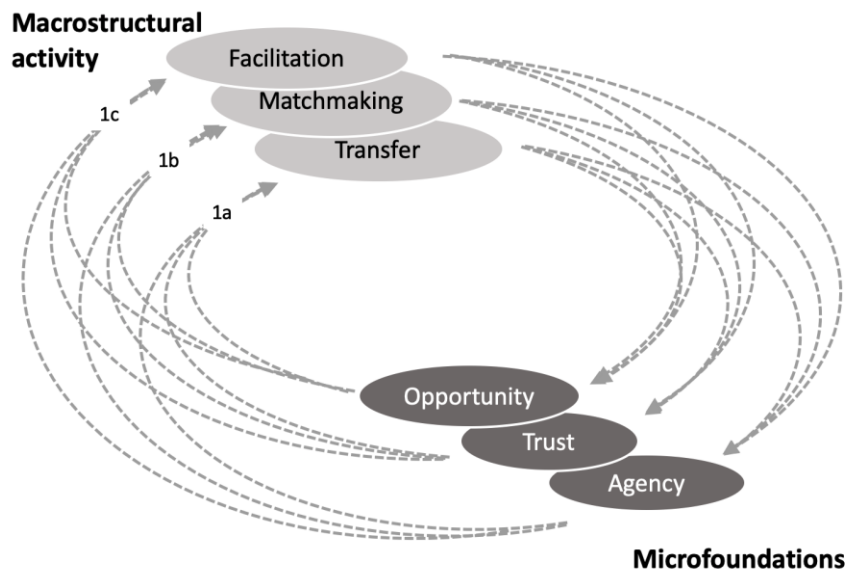 Macrostructural
activity
Facilitation
Matchmaking
Transfer
1c
1b
1a
Opportunity
Trust
Agency
Microfoundations